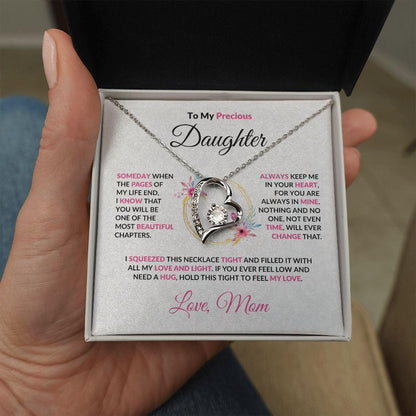 To My Precious
Daughter
SOMEDAY WHEN
THE PAGES OF
MY LIFE END,
I KNOW THAT
YOU WILL BE
ONE OF THE
MOST BEAUTIFUL
CHAPTERS.
ALWAYS KEEP ME
IN YOUR HEART,
FOR YOU ARE
ALWAYS IN MINE.
NOTHING AND NO
ONE, NOT EVEN
TIME, WILL EVER
CHANGE THAT.
I SQUEEZED THIS NECKLACE TIGHT AND FILLED IT WITH
ALL MY LOVE AND LIGHT. IF YOU EVER FEEL LOW AND
NEED A HUG, HOLD THIS TIGHT TO FEEL MY LOVE.
Love, Mom